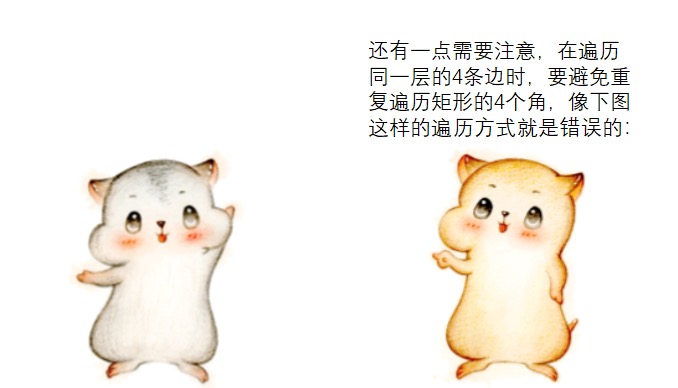 还有一点需要注意，在遍历
同一层的4条边时，要避免重
复遍历矩形的4个角，像下图
这样的遍历方式就是错误的：